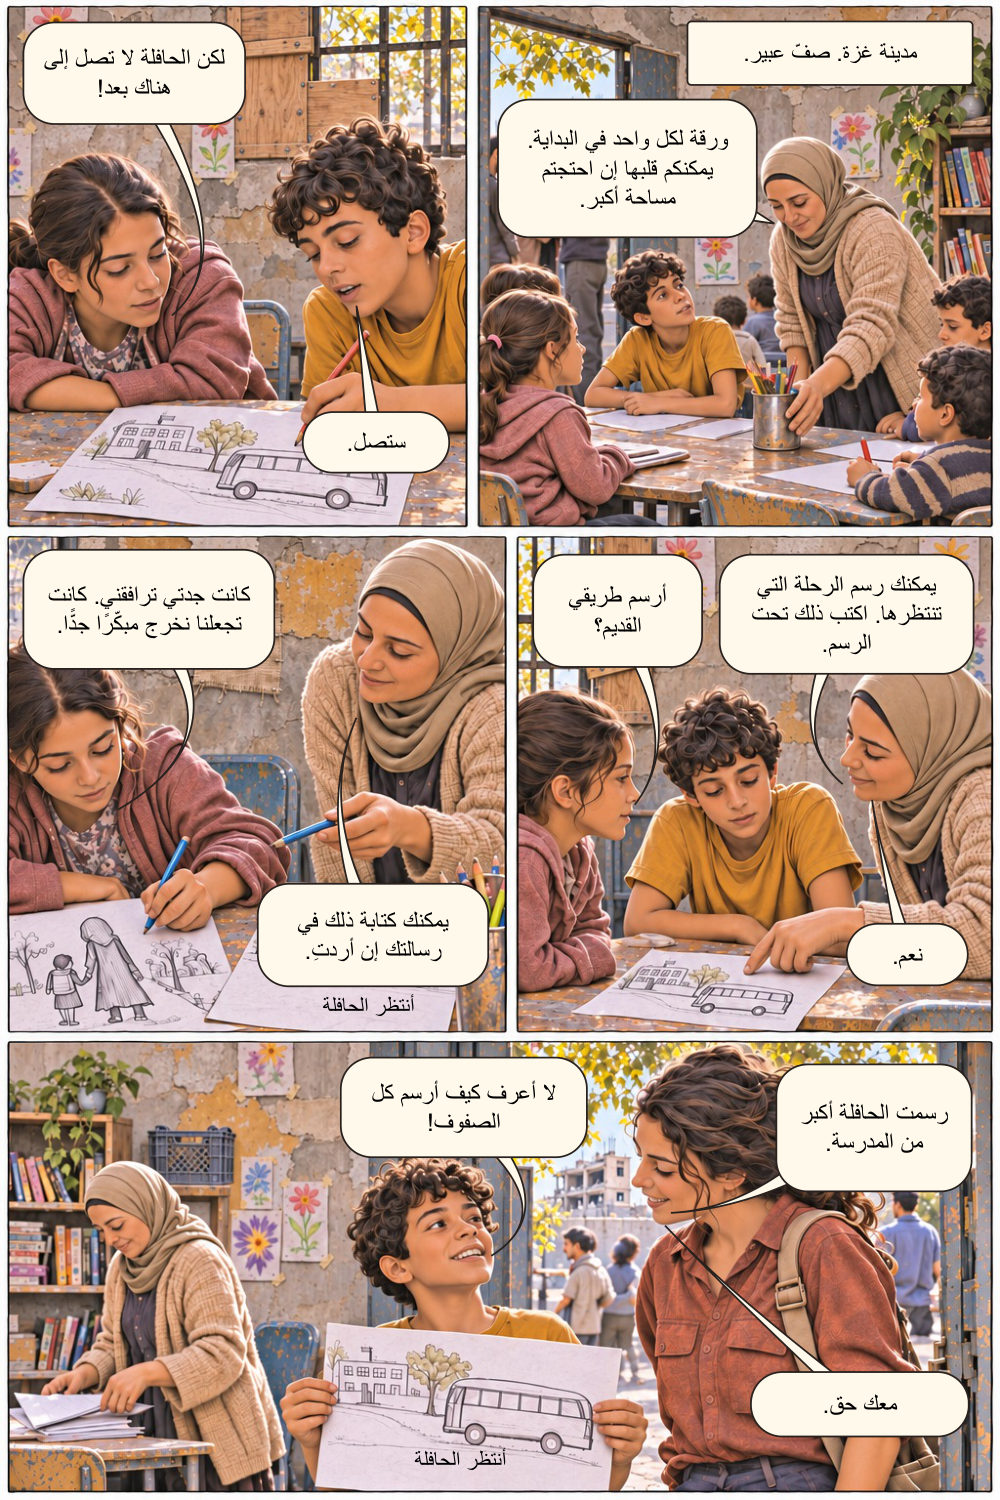 مدينة غزة. صفّ عبير.
ورقة لكل واحد في البداية.
يمكنكم قلبها إن احتجتم
مساحة أكبر.
لكن الحافلة لا تصل إلى
هناك بعد!
ستصل.
يمكنك رسم الرحلة التي
تنتظرها. اكتب ذلك تحت
الرسم.
أرسم طريقي
القديم؟
نعم.
كانت جدتي ترافقني. كانت
تجعلنا نخرج مبكّرًا جدًّا.
يمكنك كتابة ذلك في
رسالتك إن أردتِ.
أنتظر الحافلة
رسمت الحافلة أكبر
من المدرسة.
لا أعرف كيف أرسم كل
الصفوف!
معك حق.
أنتظر الحافلة